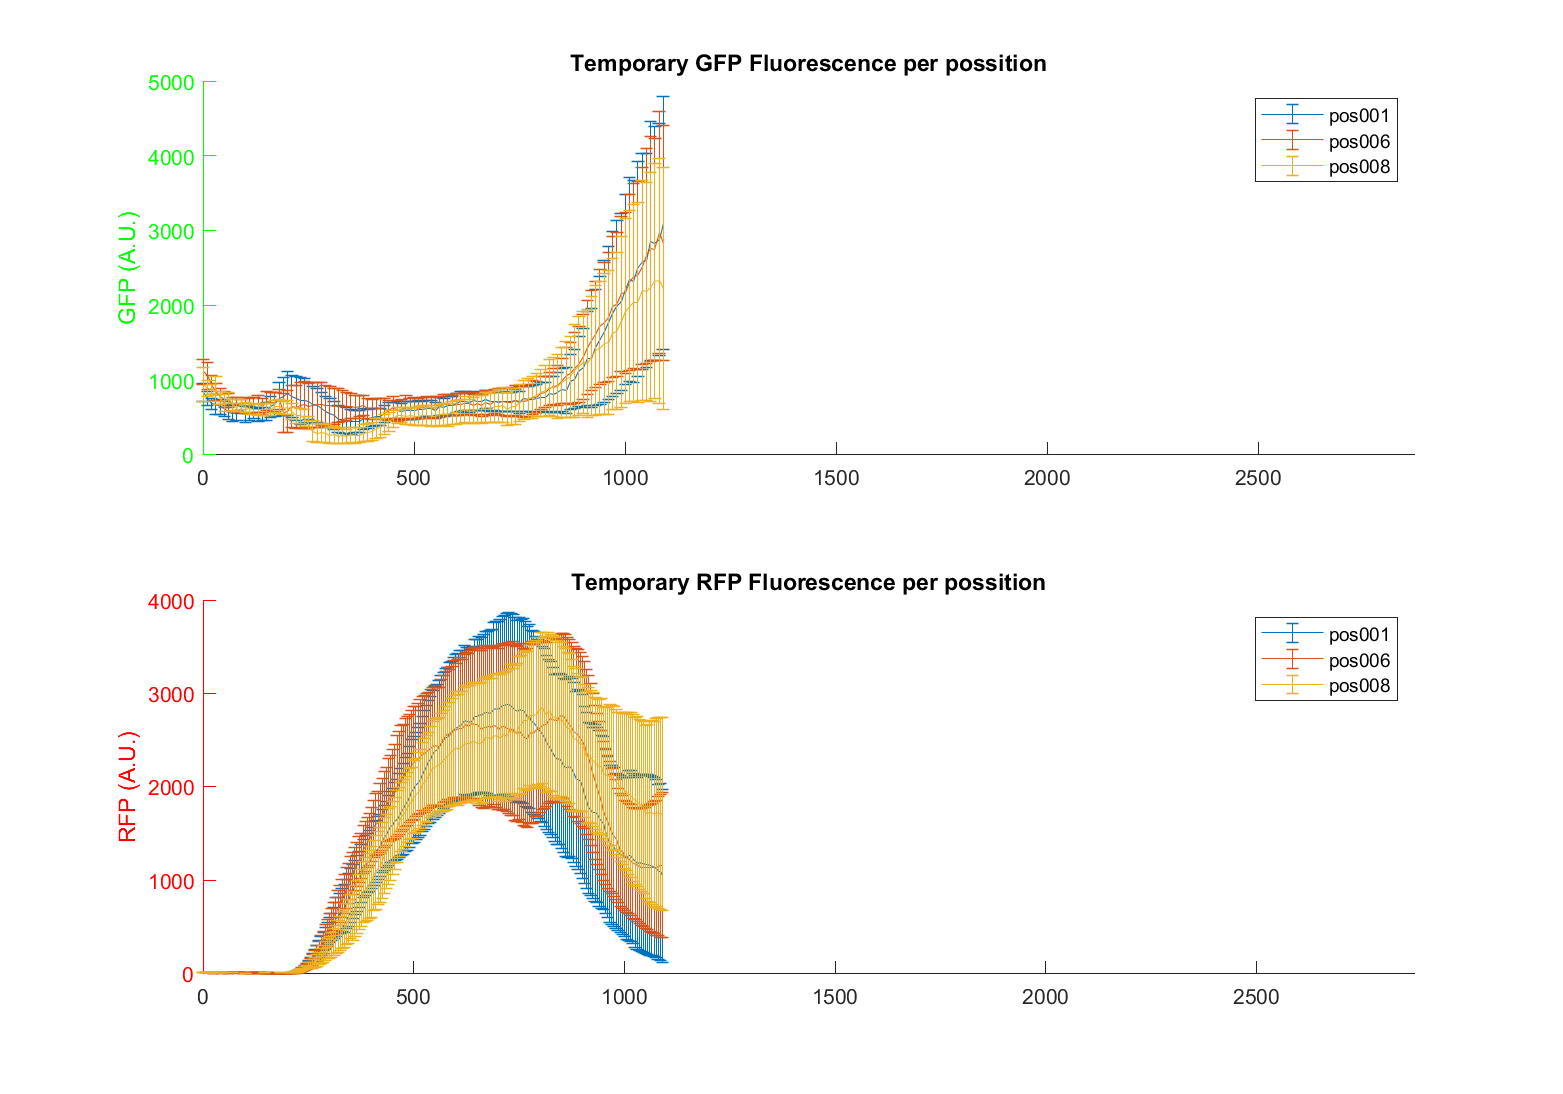 Temporary GFP Fluorescence per possition
5000
4000
3000
2000
1000
0
GFP (A.U.)
0 500 1000 1500 2000 2500
pos001
pos006
pos008
Temporary RFP Fluorescence per possition
4000
3000
2000
1000
0
RFP (A.U.)
0 500 1000 1500 2000 2500
pos001
pos006
pos008